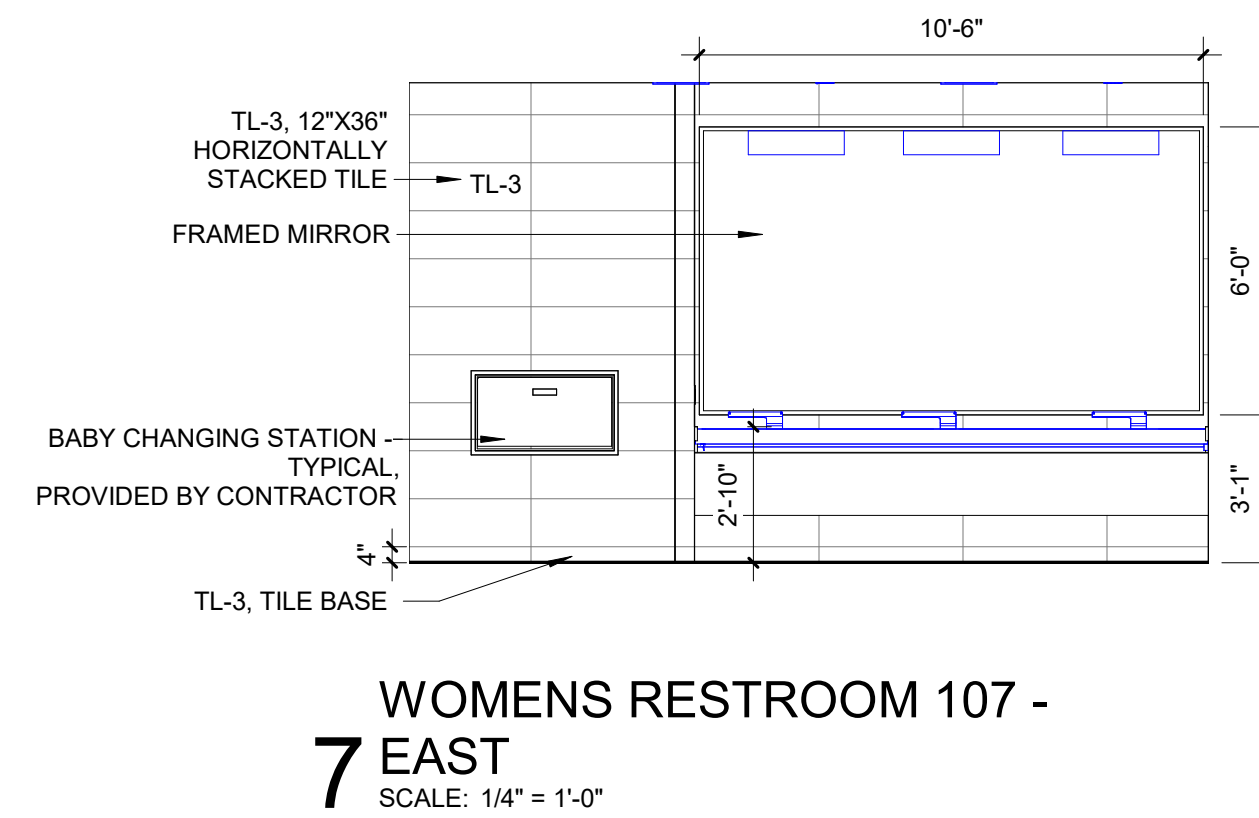 10'-6"
TL-3, 12"X36"
HORIZONTALLY
STACKED TILE
TL-3
FRAMED MIRROR
6'-0"
BABY CHANGING STATION -
TYPICAL,
PROVIDED BY CONTRACTOR
2'-10"
3'-1"
4"
TL-3, TILE BASE
WOMENS RESTROOM 107 -
7 EAST
SCALE: 1/4" = 1'-0"